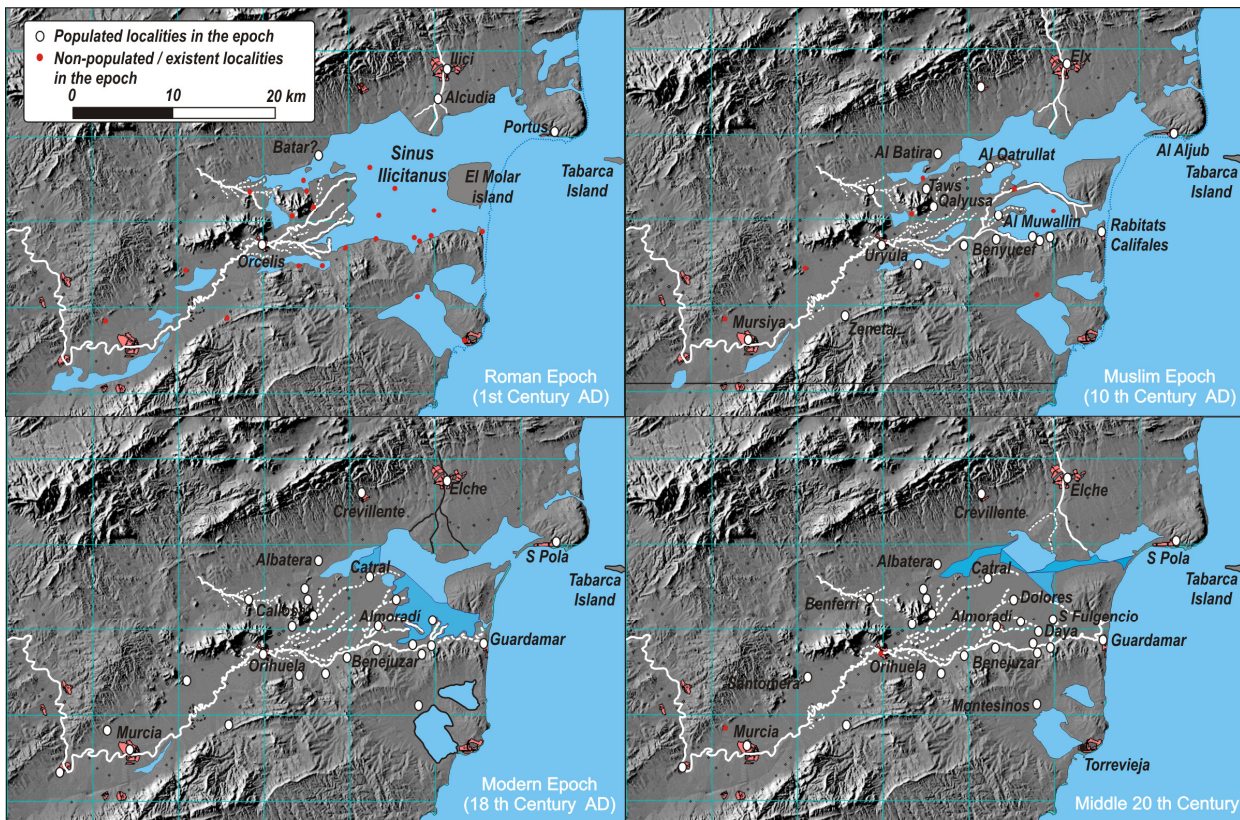 Populated localities in the epoch
Non-populated / existent localities
in the epoch
0 10 20 km
Ilici
Alcudia
Portus
Batar?
Sinus
Ilicitanus
El Molar
island
Tabarca
Island
Orcelis
Roman Epoch
(1st Century AD)
Al Batira
Al Qatrullat
Al Aljub
Tabarca
Island
Taws
Qalyusa
Al Muwallin
Rabitats
Califales
Uryula
Benyucef
Mursiya
Zeneta
Muslim Epoch
(10 th Century AD)
Elche
Crevillente
Albatera
S Pola
Catral
Tabarca
Island
Callosa
Almoradí
Guardamar
Orihuela
Benejuzar
Murcia
Modern Epoch
(18 th Century AD)
Elche
Crevillente
Albatera
S Pola
Catral
Tabarca
Island
Benferri
Dolores
Almoradí
S Fulgencio
Daya
Guardamar
Orihuela
Benejuzar
Santomera
Montesinos
Murcia
Torrevieja
Middle 20 th Century